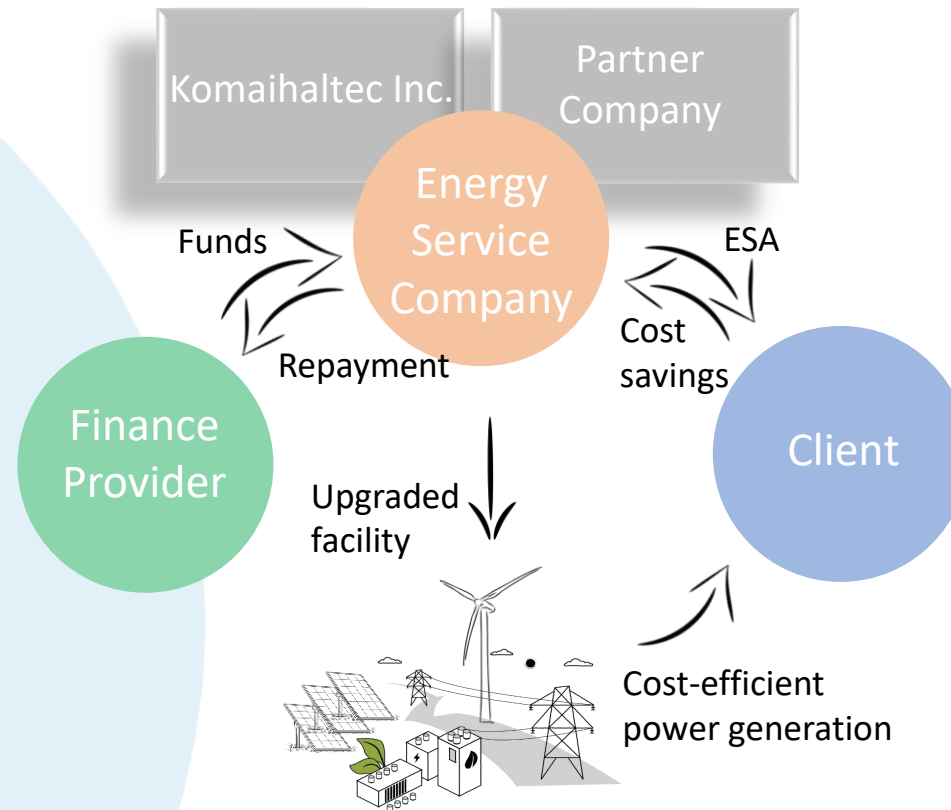 Komaihaltec Inc.
Partner
Company
Energy
Service
Company
Funds
ESA
Repayment
Cost
savings
Finance
Provider
Client
Upgraded
facility
Cost-efficient
power generation